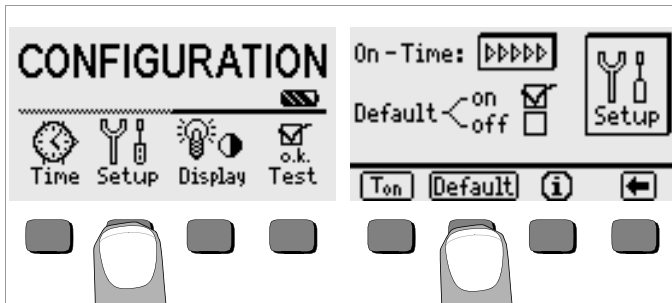 CONFIGURATION
Time Setup Display o.k. Test
On-Time:
Default on
off
Setup
Ton Default i